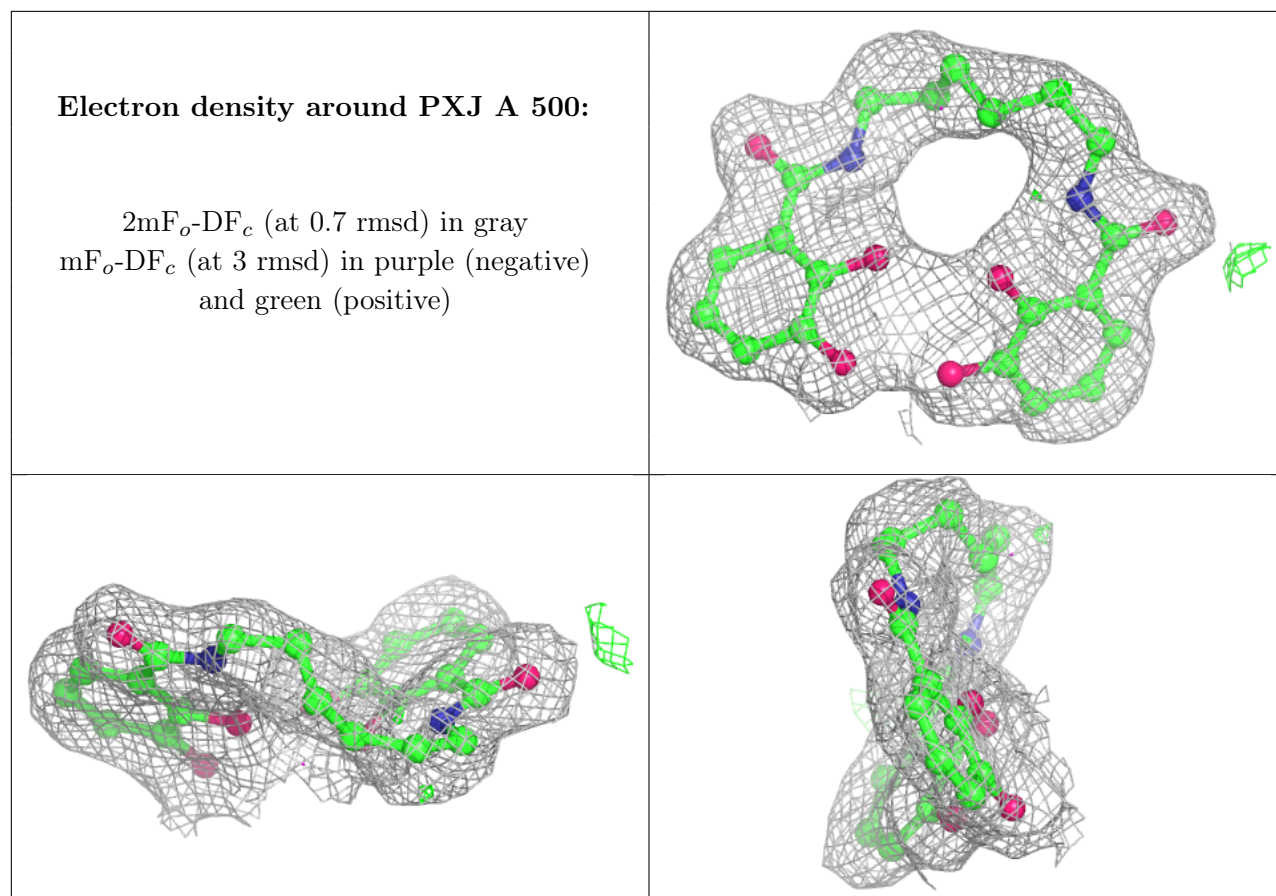 Electron density around PXJ A 500:
2mFo-DFc (at 0.7 rmsd) in gray
mFo-DFc (at 3 rmsd) in purple (negative)
and green (positive)